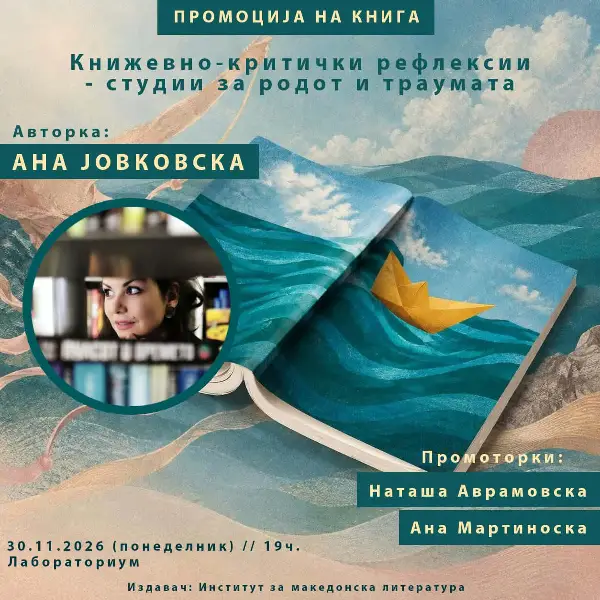 ПРОМОЦИЈА НА КНИГА
Книжевно-критички рефлексии
- студии за родот и траумата
Авторка:
АНА ЈОВКОВСКА
Промоторки:
Наташа Аврамовска
Ана Мартиноска
30.11.2026 (понеделник) // 19ч.
Лабораториум
Издавач: Институт за македонска литература